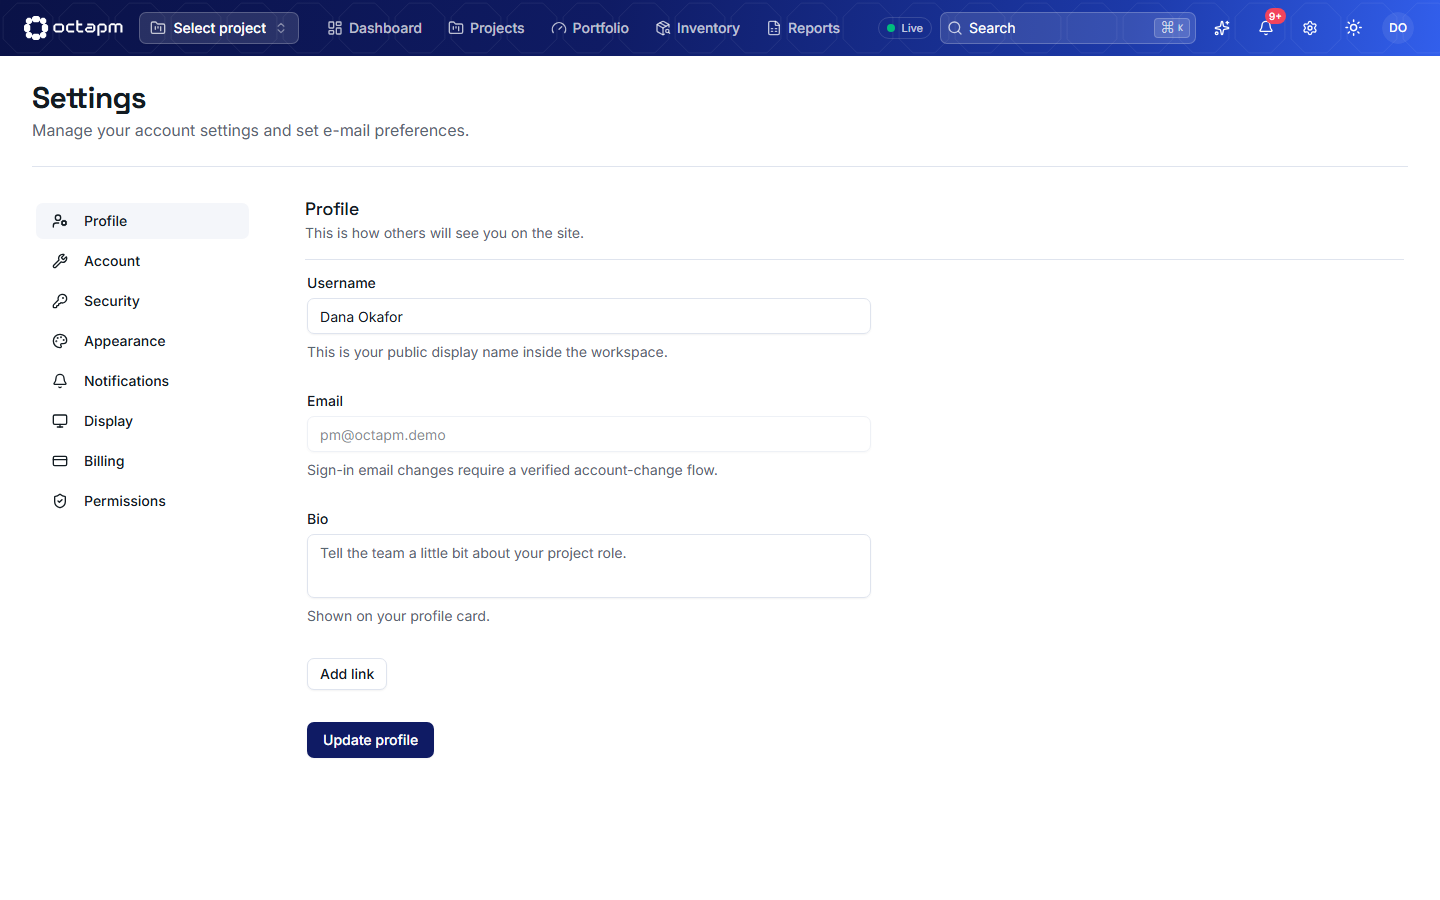 octapm
Select project
Dashboard
Projects
Portfolio
Inventory
Reports
Live
Search
⌘ K
9+
DO
Settings
Manage your account settings and set e-mail preferences.
Profile
Account
Security
Appearance
Notifications
Display
Billing
Permissions
Profile
This is how others will see you on the site.
Username
Dana Okafor
This is your public display name inside the workspace.
Email
pm@octapm.demo
Sign-in email changes require a verified account-change flow.
Bio
Tell the team a little bit about your project role.
Shown on your profile card.
Add link
Update profile